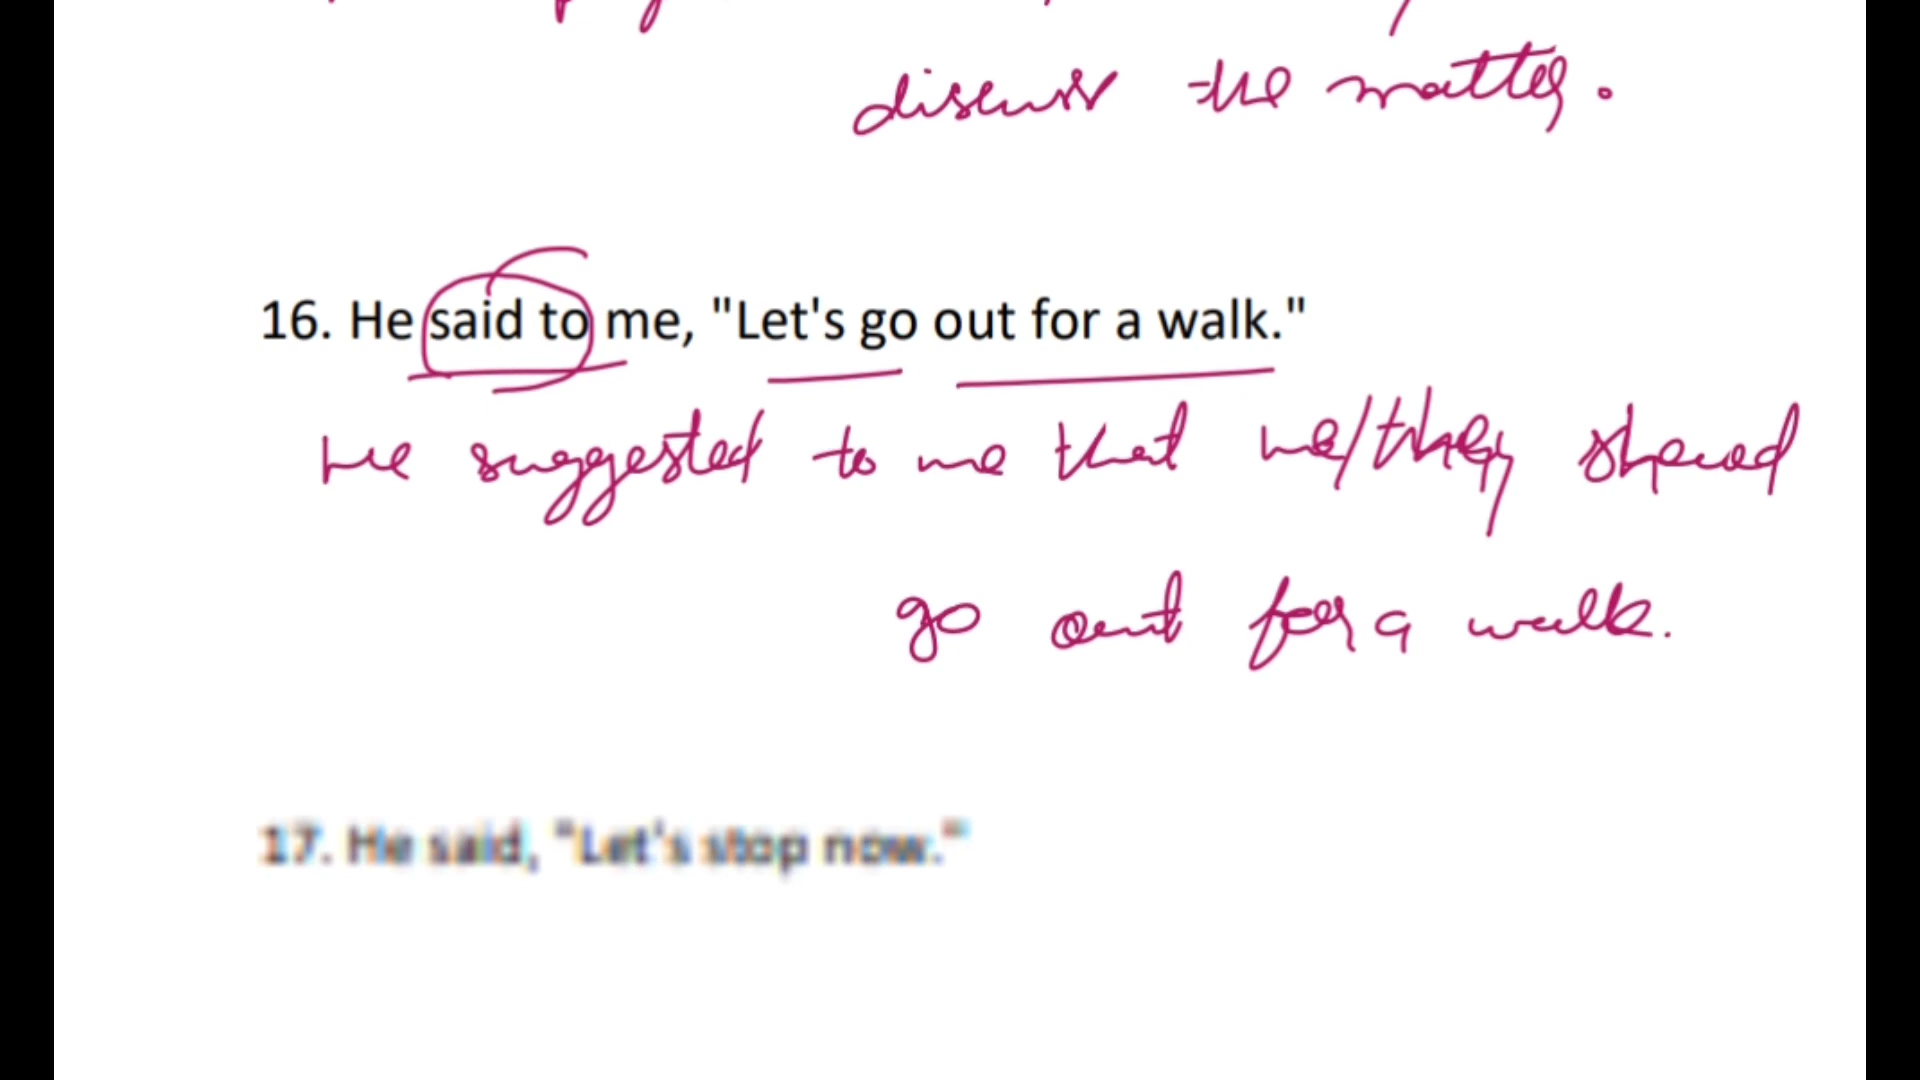 discuss the matter.
16. He said to me, "Let's go out for a walk."
He suggested to me that we/they should
go out for a walk.
17. He said, "Let's stop now."